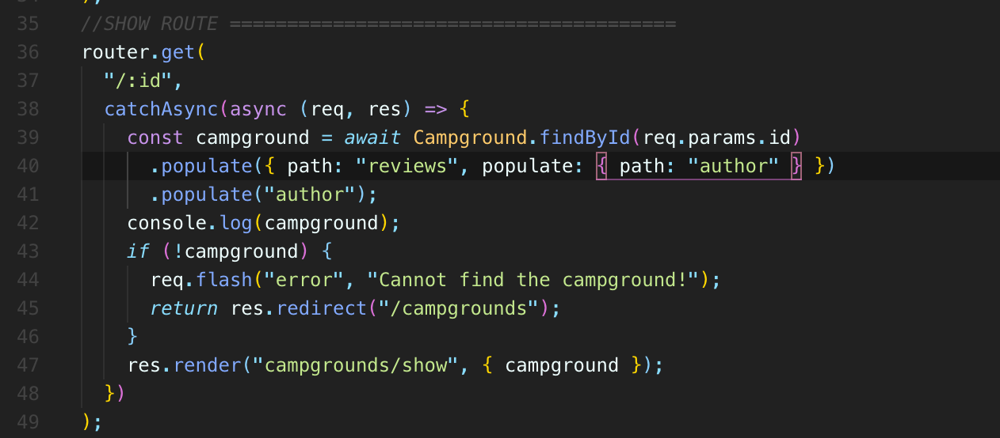 35 //SHOW ROUTE =======================================
36 router.get(
37   "/:id",
38   catchAsync(async (req, res) => {
39     const campground = await Campground.findById(req.params.id)
40       .populate({ path: "reviews", populate: { path: "author" } })
41       .populate("author");
42     console.log(campground);
43     if (!campground) {
44       req.flash("error", "Cannot find the campground!");
45       return res.redirect("/campgrounds");
46     }
47     res.render("campgrounds/show", { campground });
48   })
49 );